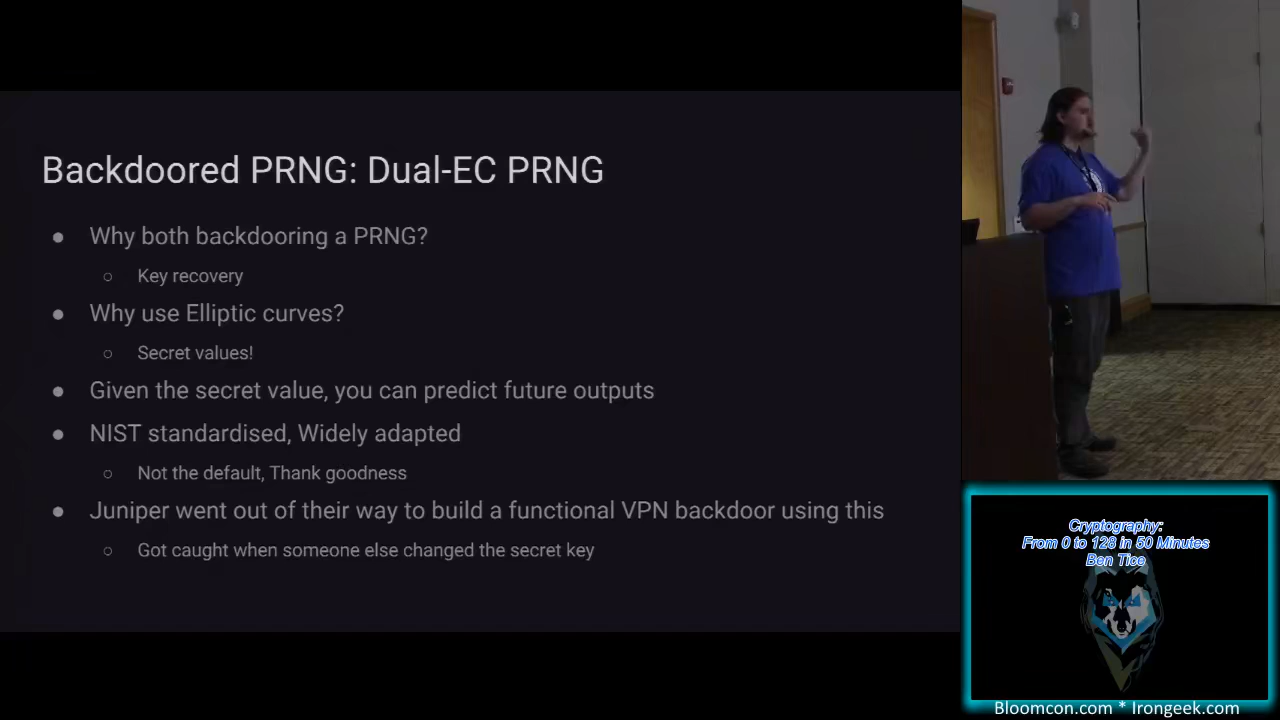 Backdoored PRNG: Dual-EC PRNG
Why both backdooring a PRNG?
Key recovery
Why use Elliptic curves?
Secret values!
Given the secret value, you can predict future outputs
NIST standardised, Widely adapted
Not the default, Thank goodness
Juniper went out of their way to build a functional VPN backdoor using this
Got caught when someone else changed the secret key
Cryptography:
From 0 to 128 in 50 Minutes
Ben Tice
Bloomcon.com * Irongeek.com